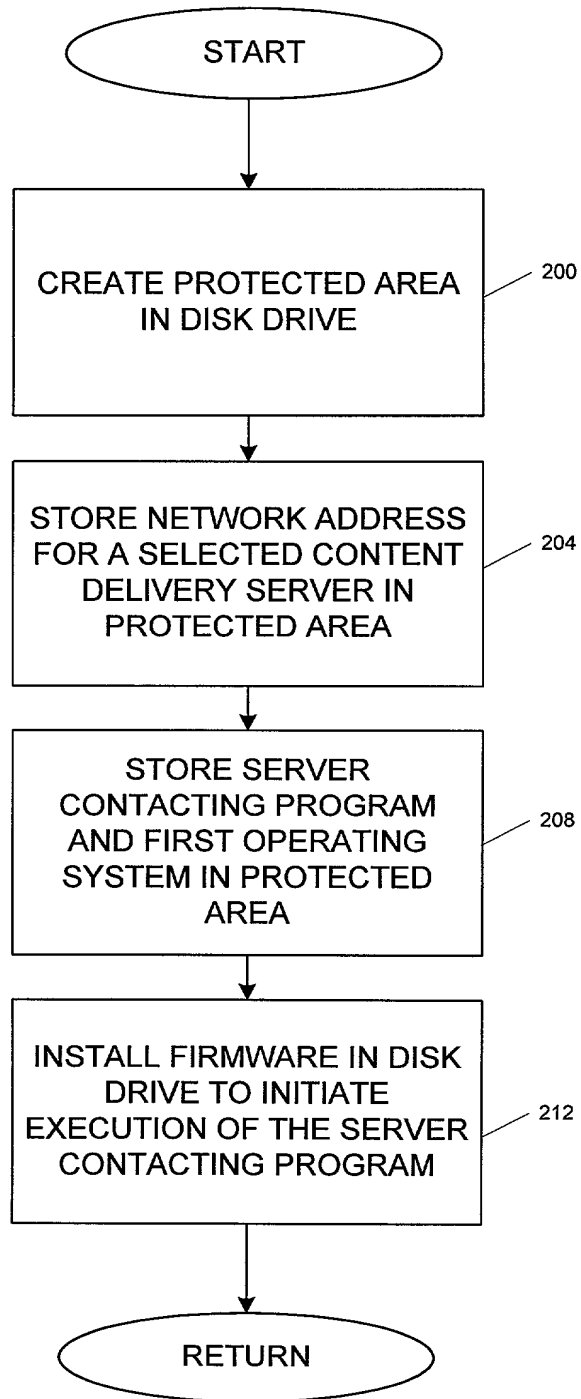 START
CREATE PROTECTED AREA
IN DISK DRIVE
200
STORE NETWORK ADDRESS
FOR A SELECTED CONTENT
DELIVERY SERVER IN
PROTECTED AREA
204
STORE SERVER
CONTACTING PROGRAM
AND FIRST OPERATING
SYSTEM IN PROTECTED
AREA
208
INSTALL FIRMWARE IN DISK
DRIVE TO INITIATE
EXECUTION OF THE SERVER
CONTACTING PROGRAM
212
RETURN